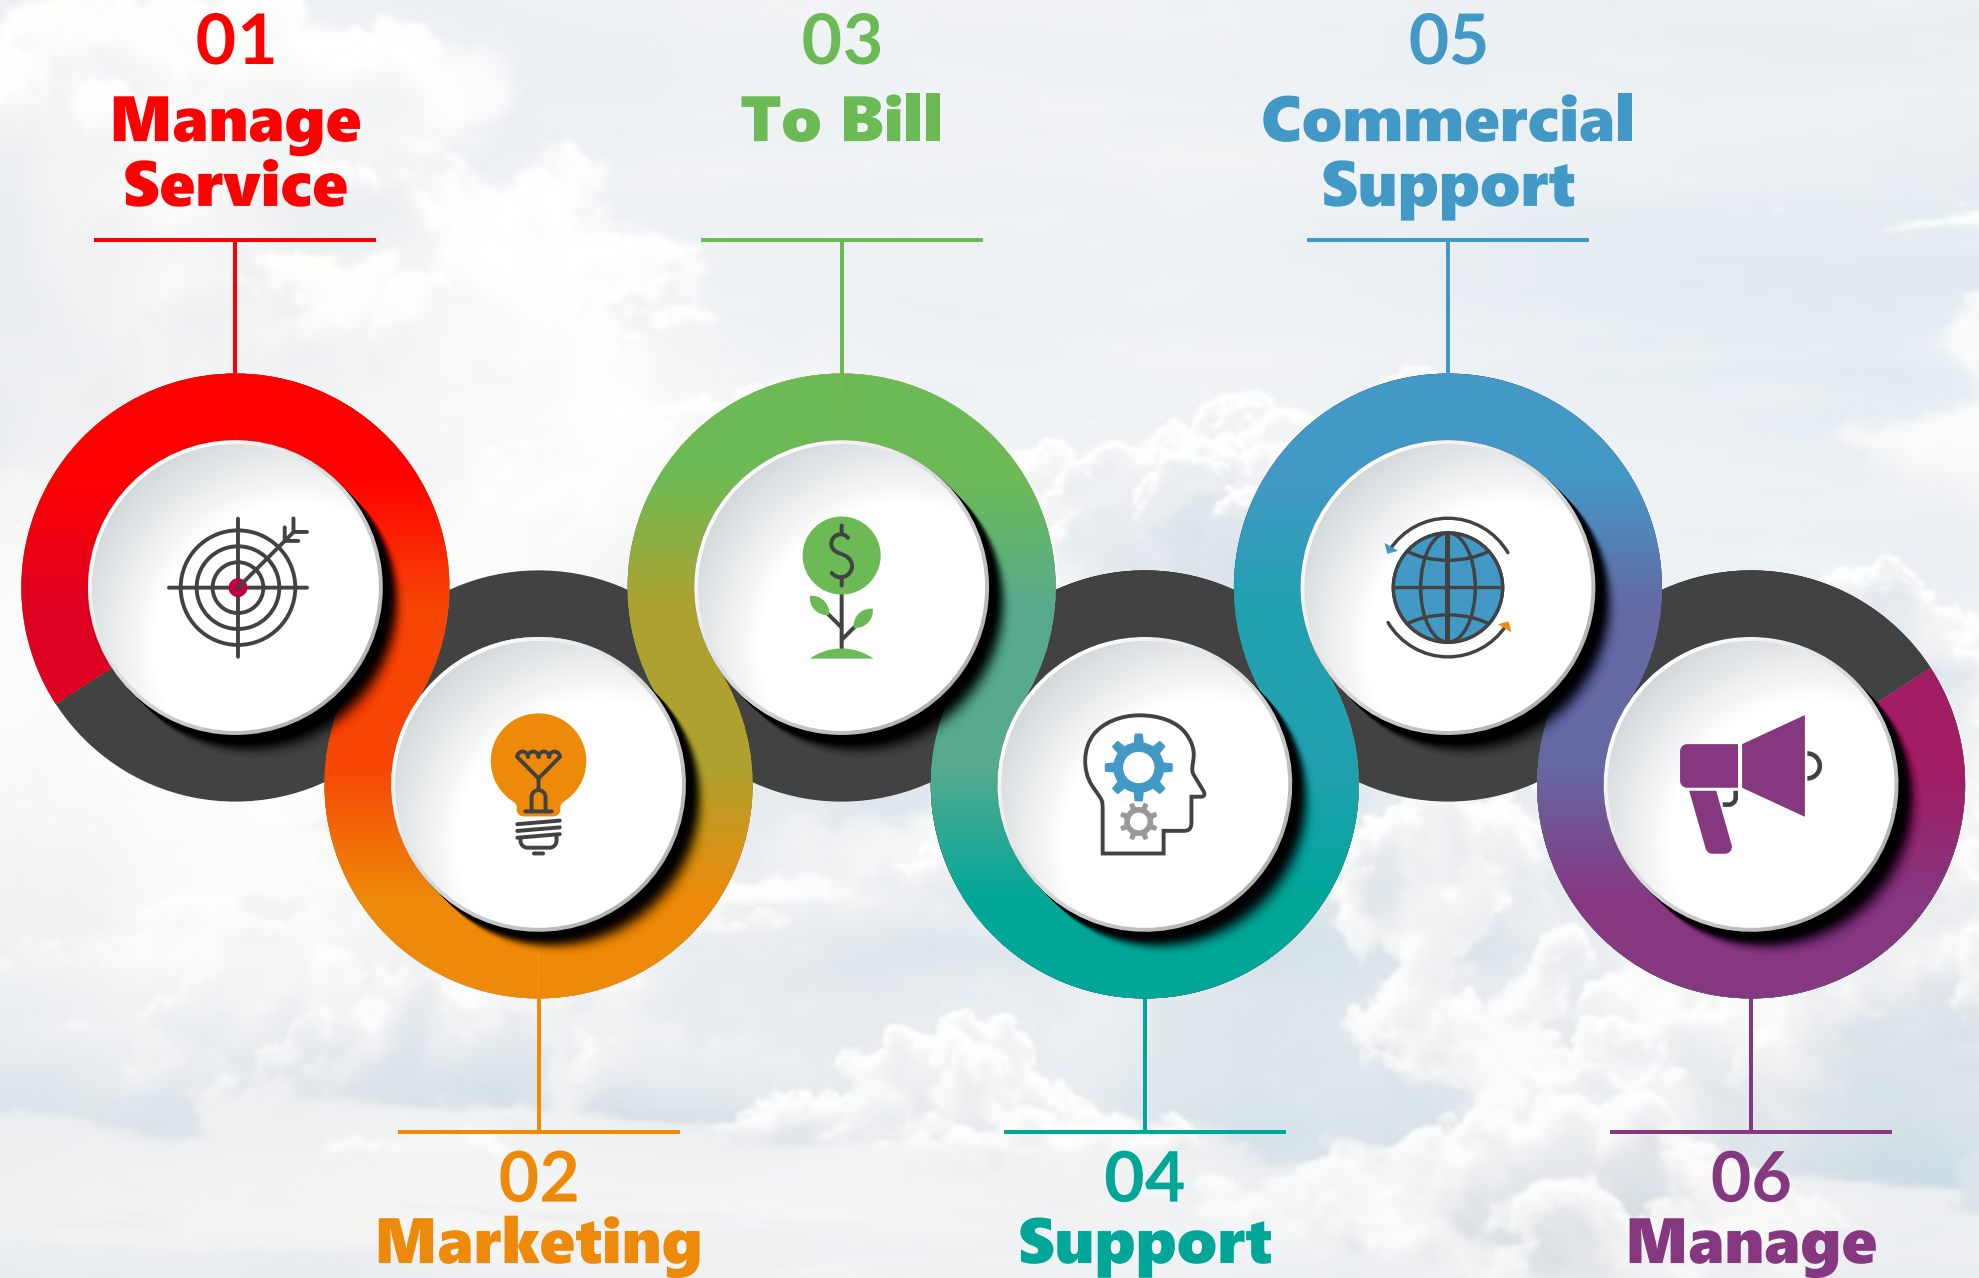 01
Manage
Service
03
To Bill
05
Commercial
Support
02
Marketing
04
Support
06
Manage